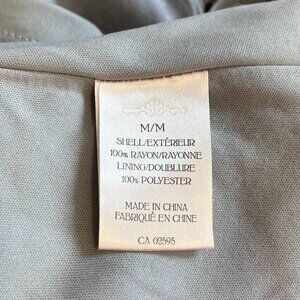 M/M
SHELL/EXTÉRIEUR
100% RAYON/RAYONNE
LINING/DOUBLURE
100% POLYESTER
MADE IN CHINA
FABRIQUÉ EN CHINE
CA 02595